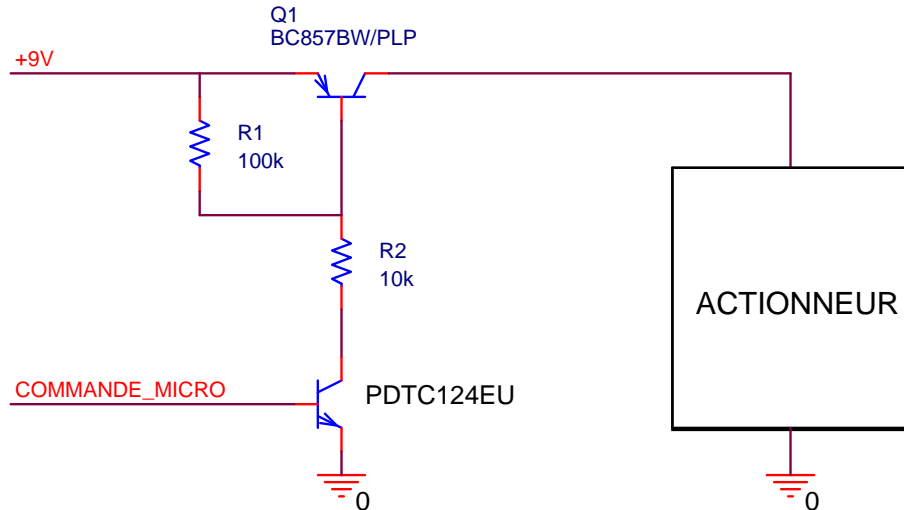 Q1
BC857BW/PLP
+9V
R1
100k
R2
10k
ACTIONNEUR
COMMANDE_MICRO
PDTC124EU
0
0